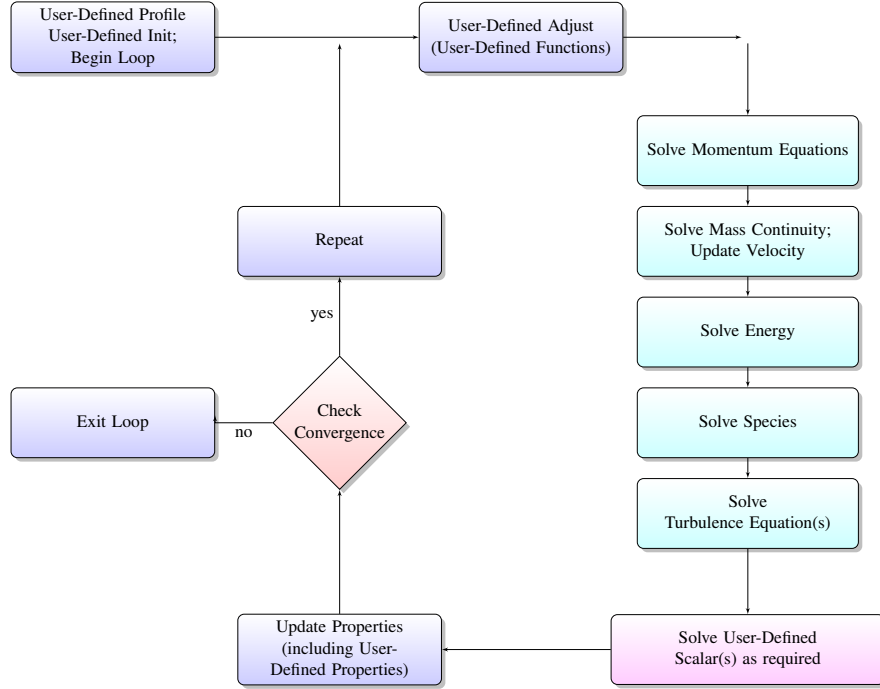 User-Defined Profile
User-Defined Init;
Begin Loop
User-Defined Adjust
(User-Defined Functions)
Solve Momentum Equations
Solve Mass Continuity;
Update Velocity
Repeat
yes
Solve Energy
Check
Convergence
no
Exit Loop
Solve Species
Solve
Turbulence Equation(s)
Update Properties
(including User-
Defined Properties)
Solve User-Defined
Scalar(s) as required